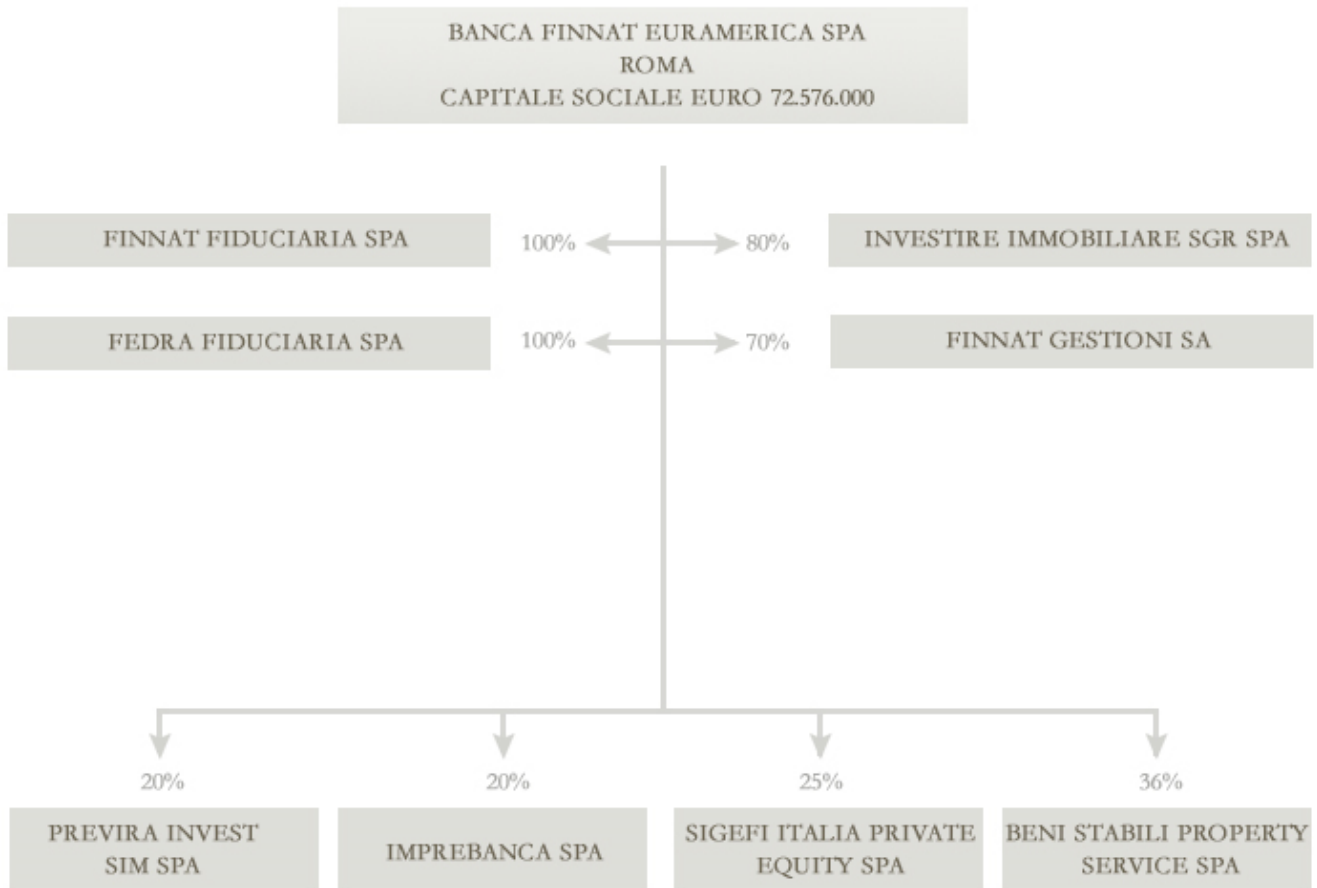 BANCA FINNAT EURAMERICA SPA
ROMA
CAPITALE SOCIALE EURO 72.576.000
FINNAT FIDUCIARIA SPA
100%
80%
INVESTIRE IMMOBILIARE SGR SPA
FEDRA FIDUCIARIA SPA
100%
70%
FINNAT GESTIONI SA
20%
20%
25%
36%
PREVIRA INVEST
SIM SPA
IMPREBANCA SPA
SIGEFI ITALIA PRIVATE
EQUITY SPA
BENI STABILI PROPERTY
SERVICE SPA